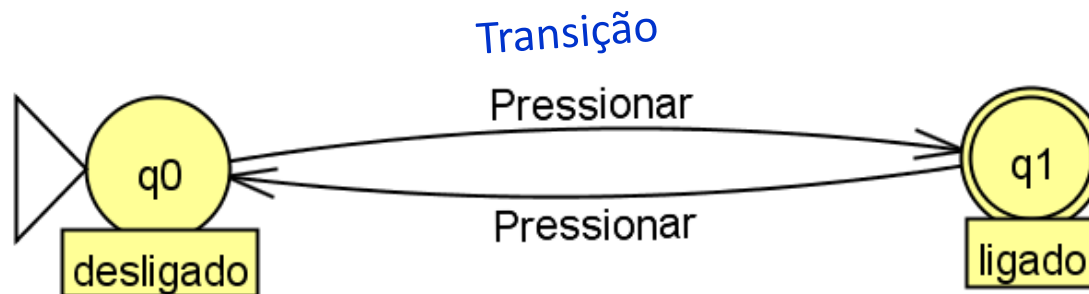 Transição
Pressionar
q0
q1
Pressionar
desligado
ligado